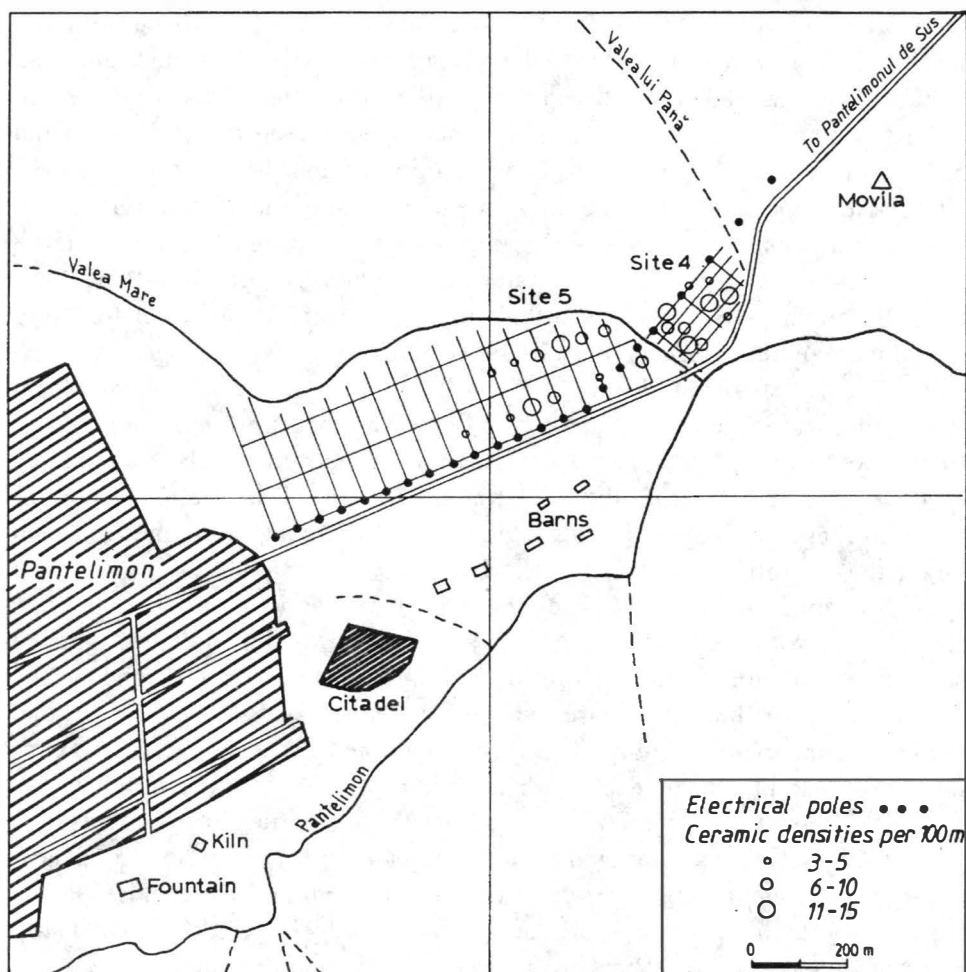 Valea lui Pană
To Pantelimonul de Sus
Movila
Site 4
Valea Mare
Site 5
Barns
Pantelimon
Citadel
Pantelimon
Kiln
Fountain
Electrical poles
Ceramic densities per 100m
3-5
6-10
11-15
0 200 m